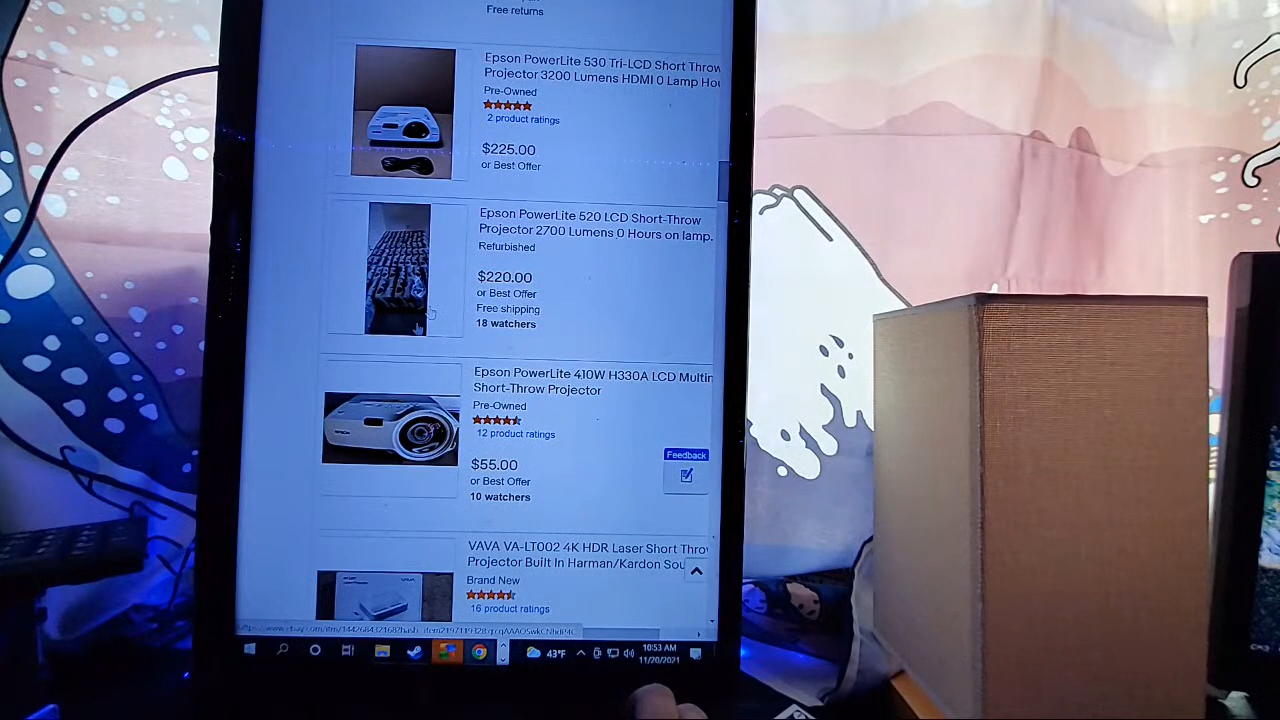 Free returns
Epson PowerLite 530 Tri-LCD Short Throw
Projector 3200 Lumens HDMI 0 Lamp Hou
Pre-Owned
2 product ratings
$225.00
or Best Offer
Epson PowerLite 520 LCD Short-Throw
Projector 2700 Lumens 0 Hours on lamp.
Refurbished
$220.00
or Best Offer
Free shipping
18 watchers
Epson PowerLite 410W H330A LCD Multim
Short-Throw Projector
Pre-Owned
12 product ratings
$55.00
or Best Offer
10 watchers
Feedback
VAVA VA-LT002 4K HDR Laser Short Throw
Projector Built In Harman/Kardon Sou
Brand New
16 product ratings
43°F
10:53 AM
11/20/2021